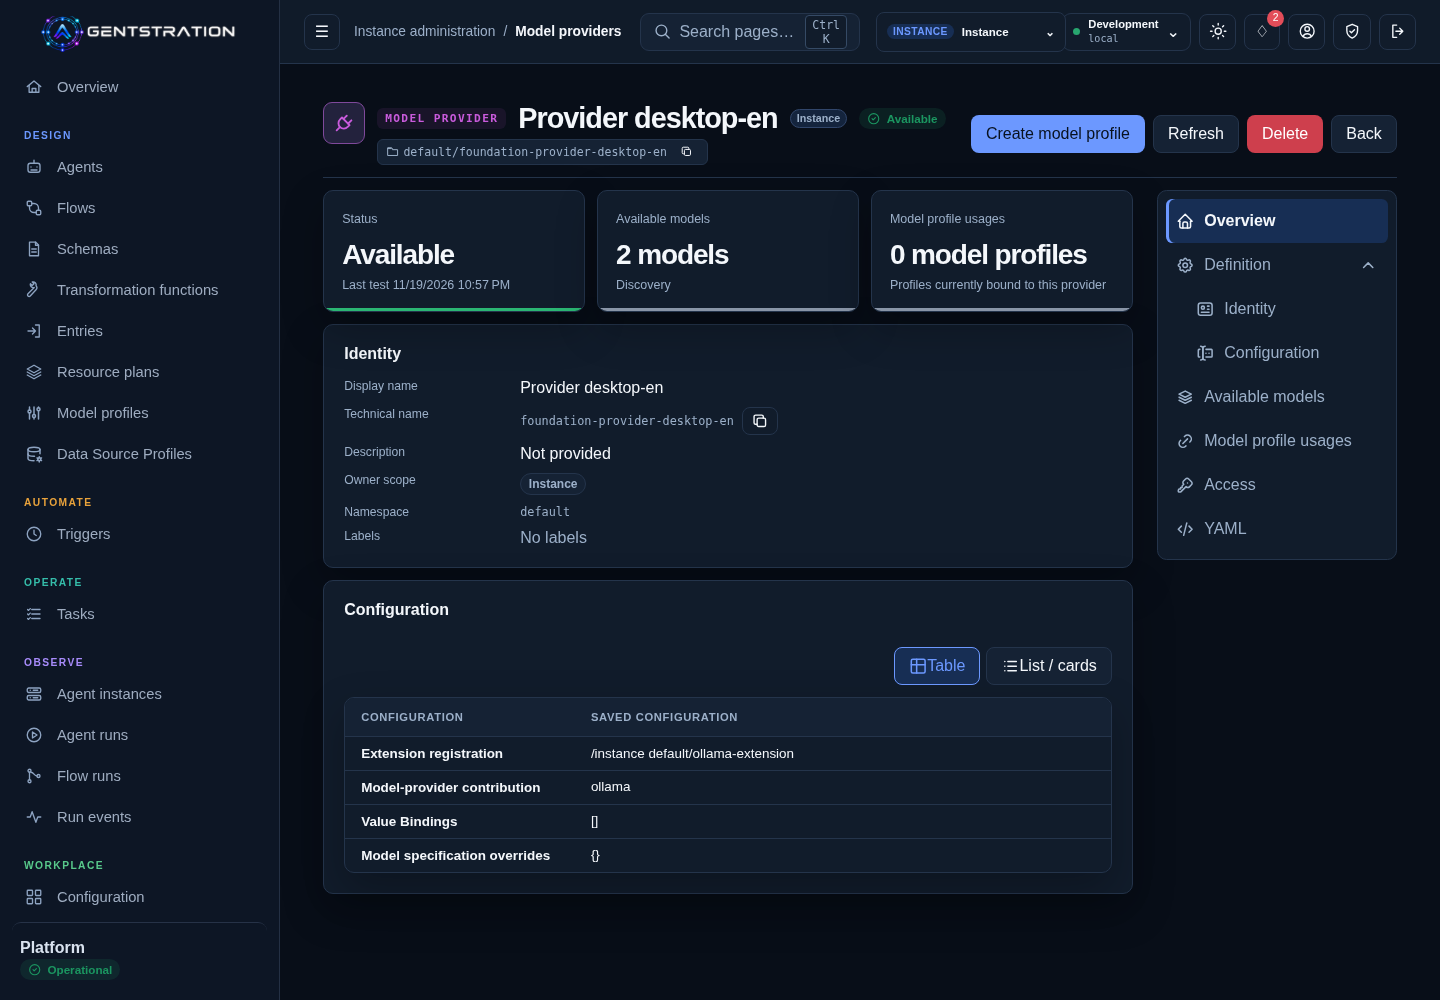 GENTSTRATION
Overview
DESIGN
Agents
Flows
Schemas
Transformation functions
Entries
Resource plans
Model profiles
Data Source Profiles
AUTOMATE
Triggers
OPERATE
Tasks
OBSERVE
Agent instances
Agent runs
Flow runs
Run events
WORKPLACE
Configuration
Platform
Operational
Instance administration / Model providers
Search pages…
Ctrl
K
INSTANCE Instance
Development
local
2
MODEL PROVIDER Provider desktop-en Instance Available
default/foundation-provider-desktop-en
Create model profile
Refresh
Delete
Back
Status
Available
Last test 11/19/2026 10:57 PM
Available models
2 models
Discovery
Model profile usages
0 model profiles
Profiles currently bound to this provider
Identity
Display name Provider desktop-en
Technical name foundation-provider-desktop-en
Description Not provided
Owner scope Instance
Namespace default
Labels No labels
Configuration
Table
List / cards
CONFIGURATION SAVED CONFIGURATION
Extension registration /instance default/ollama-extension
Model-provider contribution ollama
Value Bindings []
Model specification overrides {}
Overview
Definition
Identity
Configuration
Available models
Model profile usages
Access
YAML